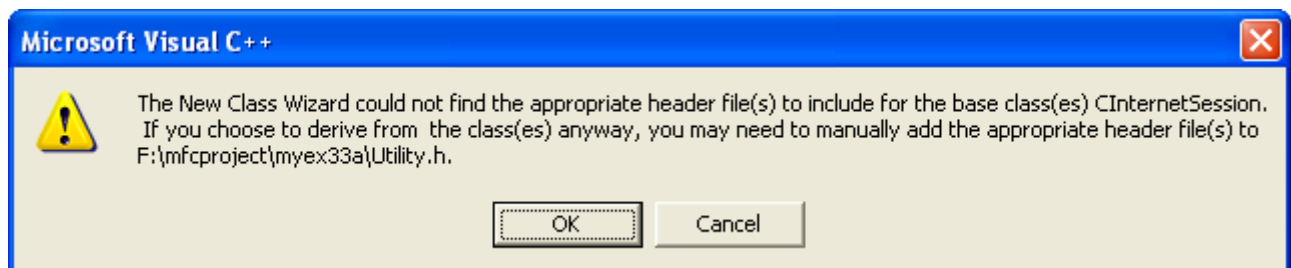 Microsoft Visual C++
The New Class Wizard could not find the appropriate header file(s) to include for the base class(es) CInternetSession.
If you choose to derive from  the class(es) anyway, you may need to manually add the appropriate header file(s) to
F:\mfcproject\myex33a\Utility.h.
OK
Cancel